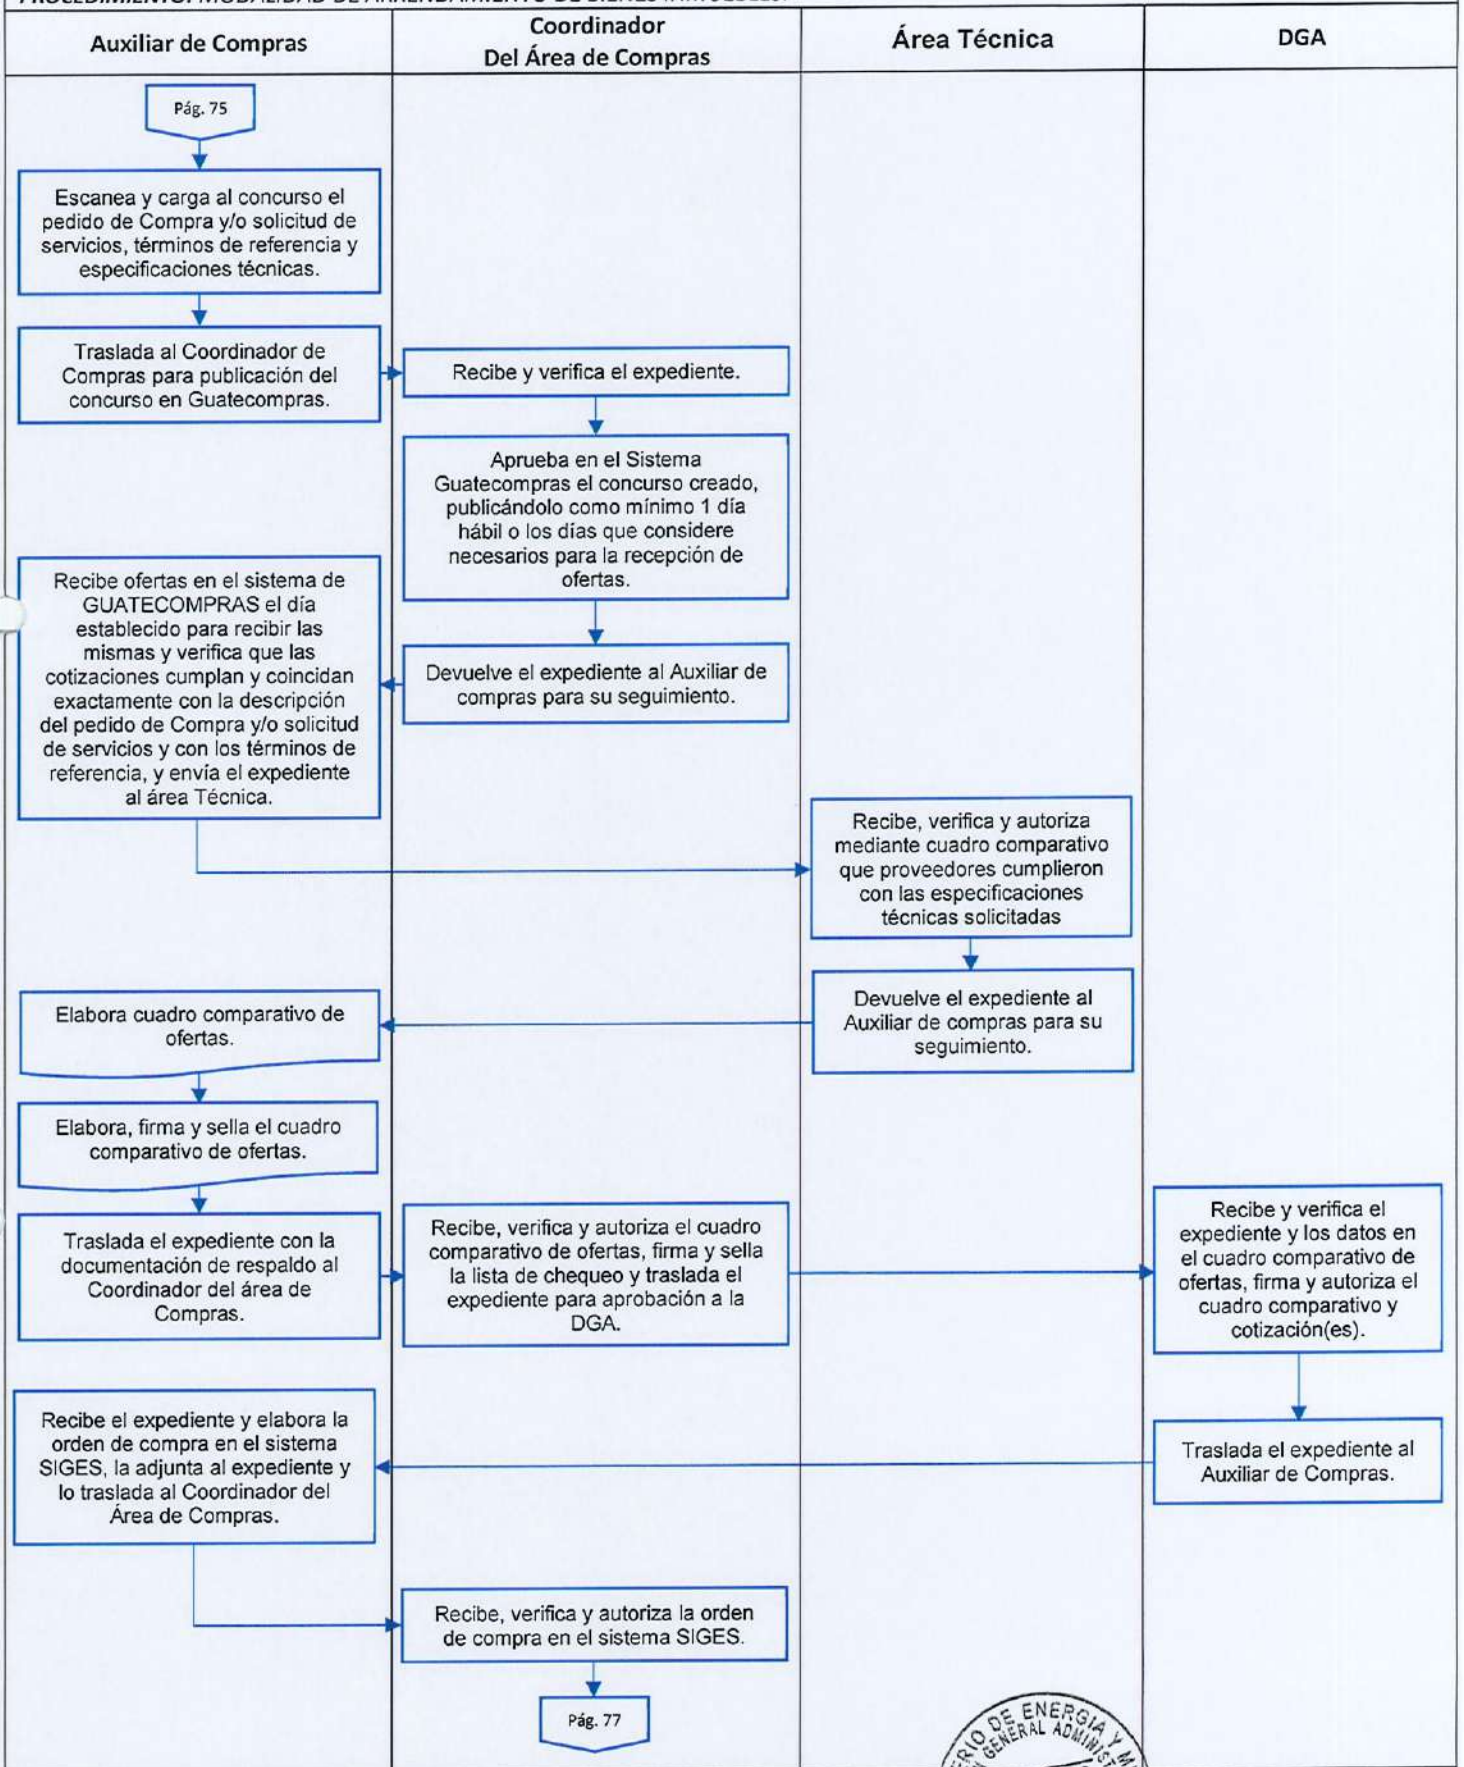 PROCEDIMIENTO: MODALIDAD DE ARRENDAMIENTO DE BIENES INMUEBLES.
Auxiliar de Compras
Coordinador
Del Área de Compras
Área Técnica
DGA
Pág. 75
Escanea y carga al concurso el
pedido de Compra y/o solicitud de
servicios, términos de referencia y
especificaciones técnicas.
Traslada al Coordinador de
Compras para publicación del
concurso en Guatecompras.
Recibe y verifica el expediente.
Aprueba en el Sistema
Guatecompras el concurso creado,
publicándolo como mínimo 1 día
hábil o los días que considere
necesarios para la recepción de
ofertas.
Devuelve el expediente al Auxiliar de
compras para su seguimiento.
Recibe ofertas en el sistema de
GUATECOMPRAS el día
establecido para recibir las
mismas y verifica que las
cotizaciones cumplan y coincidan
exactamente con la descripción
del pedido de Compra y/o solicitud
de servicios y con los términos de
referencia, y envía el expediente
al área Técnica.
Recibe, verifica y autoriza
mediante cuadro comparativo
que proveedores cumplieron
con las especificaciones
técnicas solicitadas
Devuelve el expediente al
Auxiliar de compras para su
seguimiento.
Elabora cuadro comparativo de
ofertas.
Elabora, firma y sella el cuadro
comparativo de ofertas.
Traslada el expediente con la
documentación de respaldo al
Coordinador del área de
Compras.
Recibe, verifica y autoriza el cuadro
comparativo de ofertas, firma y sella
la lista de chequeo y traslada el
expediente para aprobación a la
DGA.
Recibe y verifica el
expediente y los datos en
el cuadro comparativo de
ofertas, firma y autoriza el
cuadro comparativo y
cotización(es).
Traslada el expediente al
Auxiliar de Compras.
Recibe el expediente y elabora la
orden de compra en el sistema
SIGES, la adjunta al expediente y
lo traslada al Coordinador del
Área de Compras.
Recibe, verifica y autoriza la orden
de compra en el sistema SIGES.
Pág. 77
DE ENERGIA Y
GENERAL